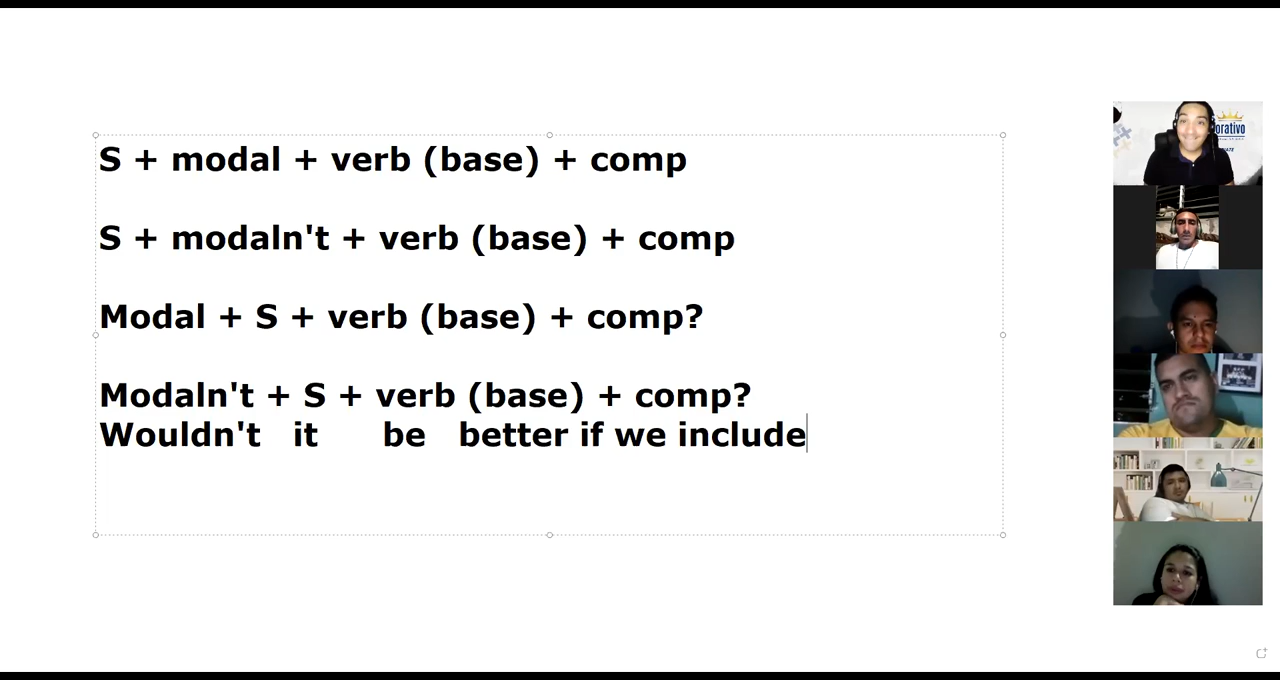 S + modal + verb (base) + comp
S + modaln't + verb (base) + comp
Modal + S + verb (base) + comp?
Modaln't + S + verb (base) + comp?
Wouldn't it be better if we include
orativo